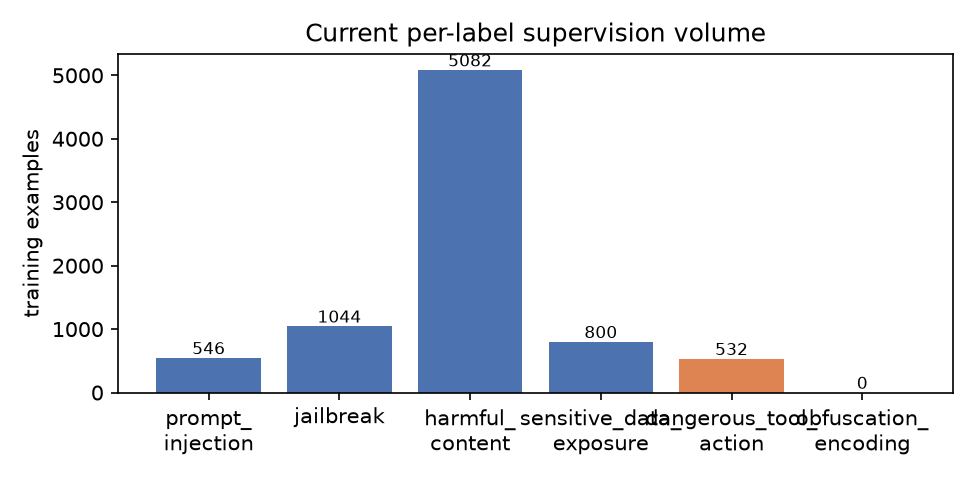 Current per-label supervision volume
training examples
5000
4000
3000
2000
1000
0
546
1044
5082
800
532
0
prompt_
injection
jailbreak
harmful_
content
sensitive_data_
exposure
dangerous_tool_
action
obfuscation_
encoding